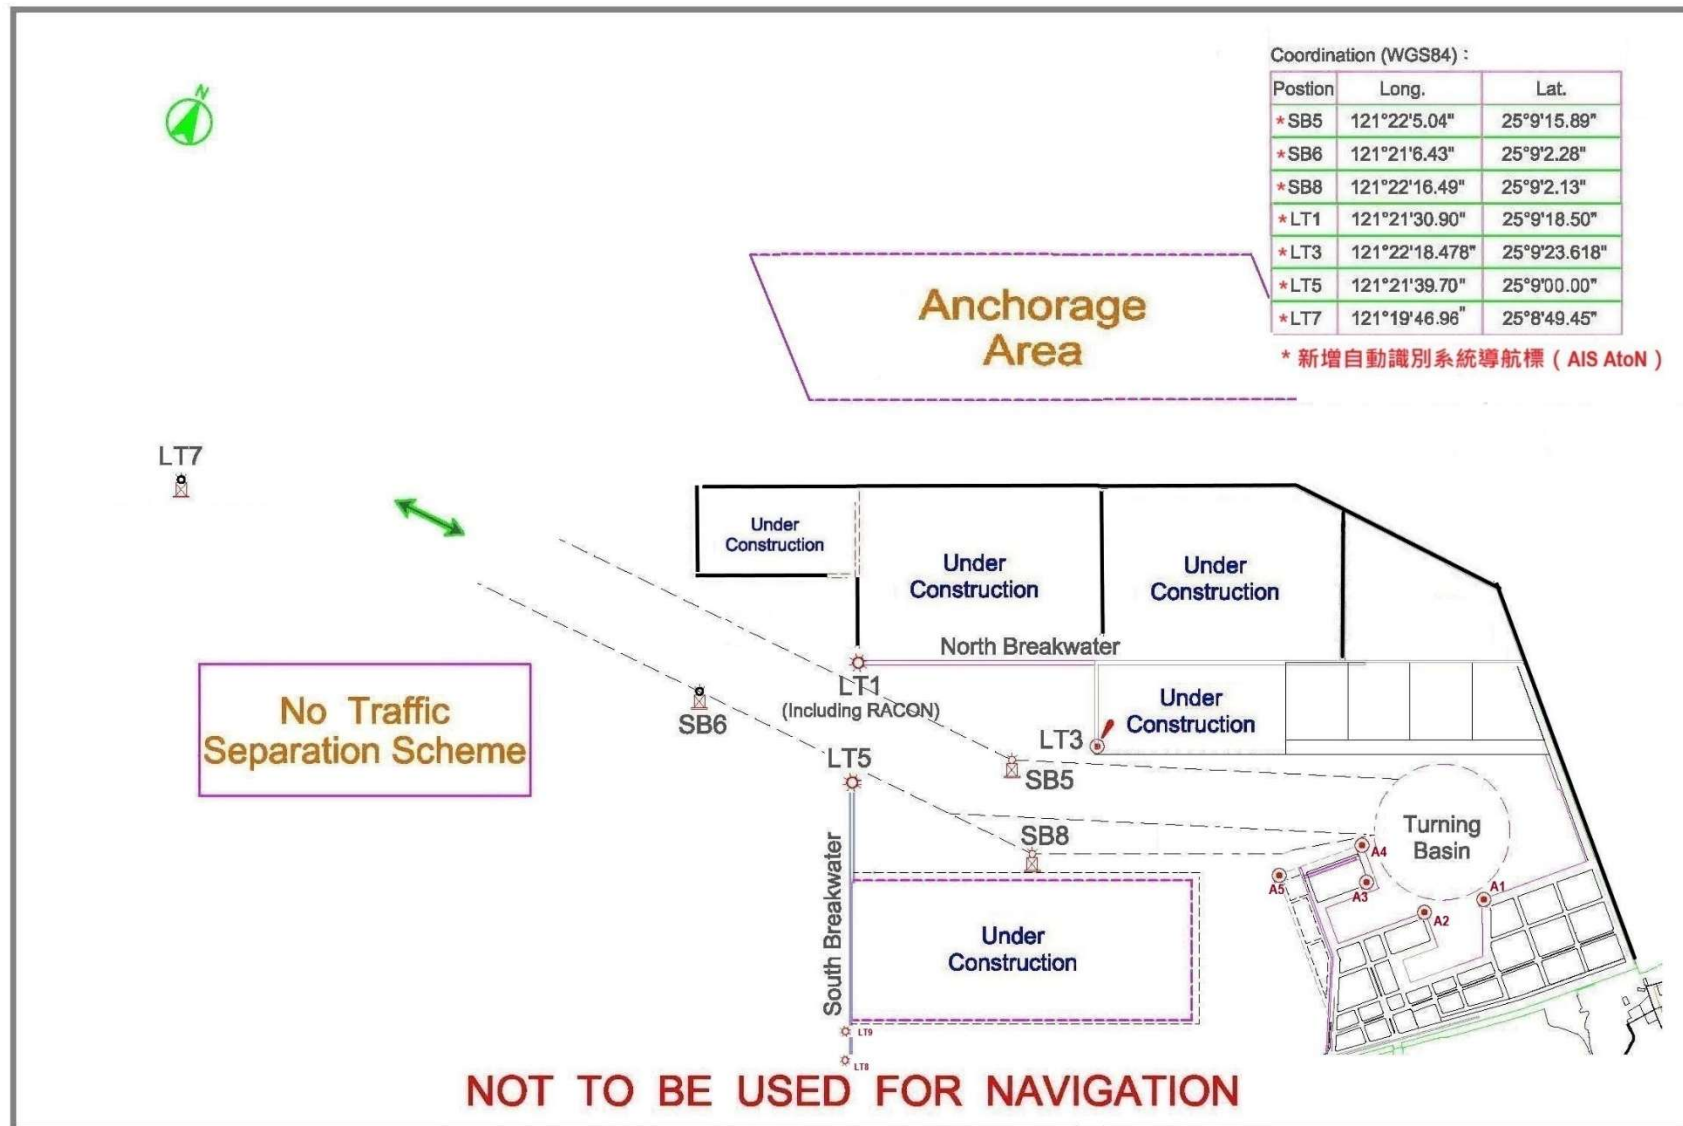 N
Coordination (WGS84) :
Postion Long. Lat.
*SB5 121°22'5.04" 25°9'15.89"
*SB6 121°21'6.43" 25°9'2.28"
*SB8 121°22'16.49" 25°9'2.13"
*LT1 121°21'30.90" 25°9'18.50"
*LT3 121°22'18.478" 25°9'23.618"
*LT5 121°21'39.70" 25°9'00.00"
*LT7 121°19'46.96" 25°8'49.45"
* 新增自動識別系統導航標 ( AIS AtoN )
Anchorage
Area
LT7
Under
Construction
Under
Construction
Under
Construction
North Breakwater
LT1
(Including RACON)
Under
Construction
No Traffic
Separation Scheme
SB6
LT3
LT5
SB5
SB8
Turning
Basin
A4
A5
A3
A1
A2
South Breakwater
Under
Construction
LT9
LT8
NOT TO BE USED FOR NAVIGATION